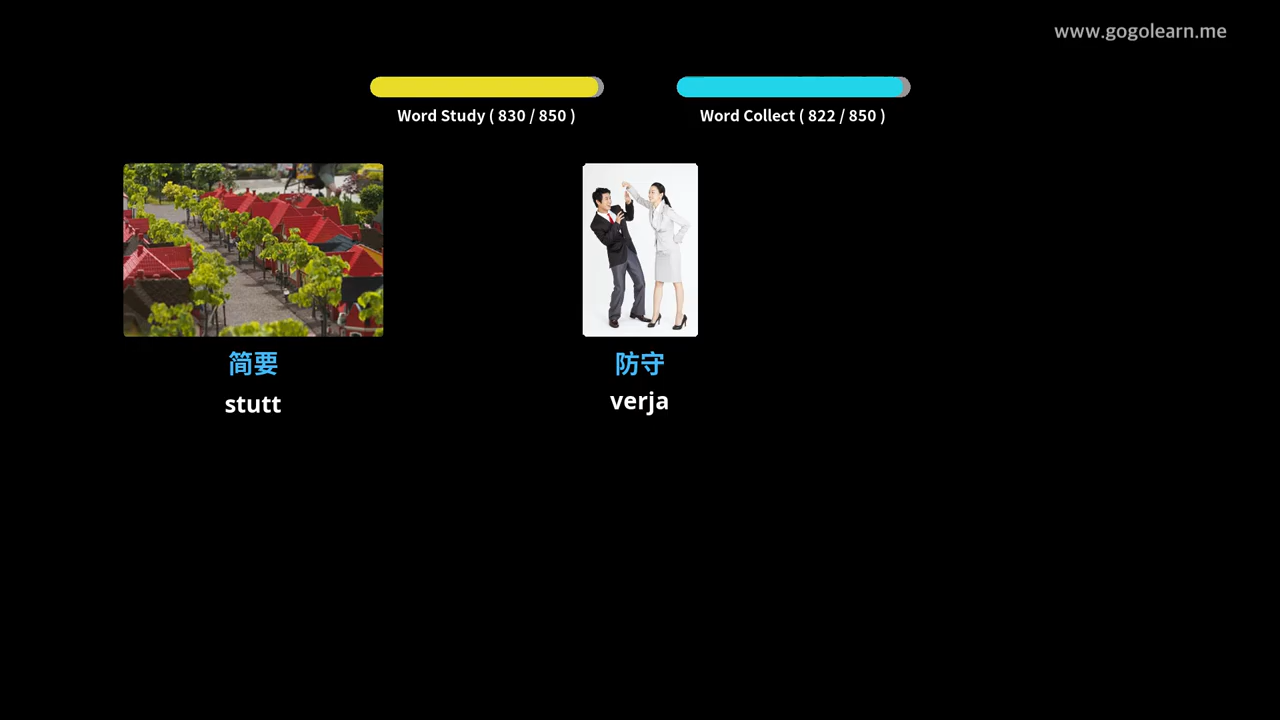 www.gogolearn.me
Word Study ( 830 / 850 )
Word Collect ( 822 / 850 )
简要
stutt
防守
verja